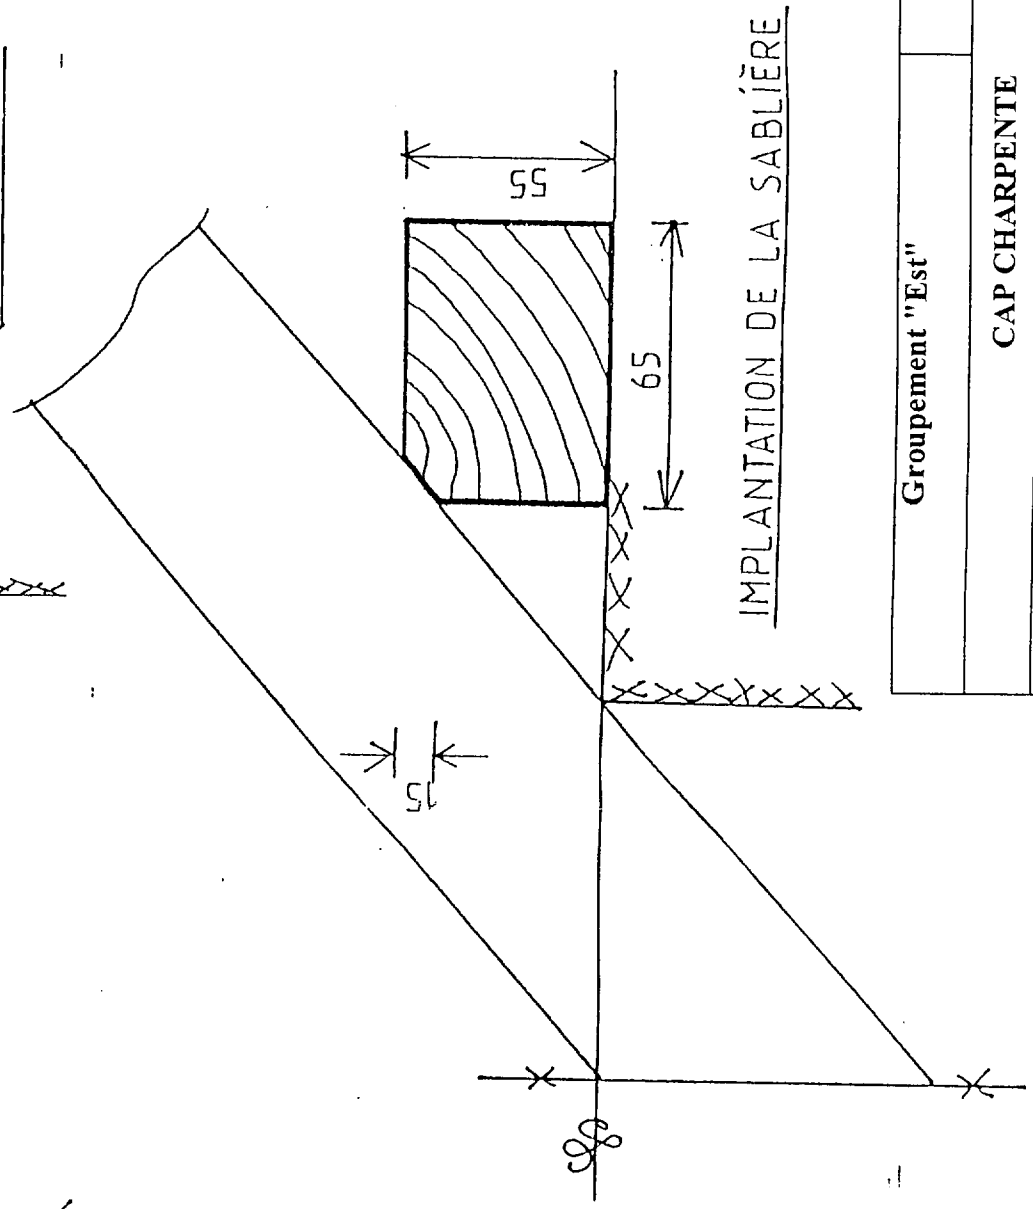 55
65
15
IMPLANTATION DE LA SABLIÈRE
Groupement "Est"
CAP CHARPENTE